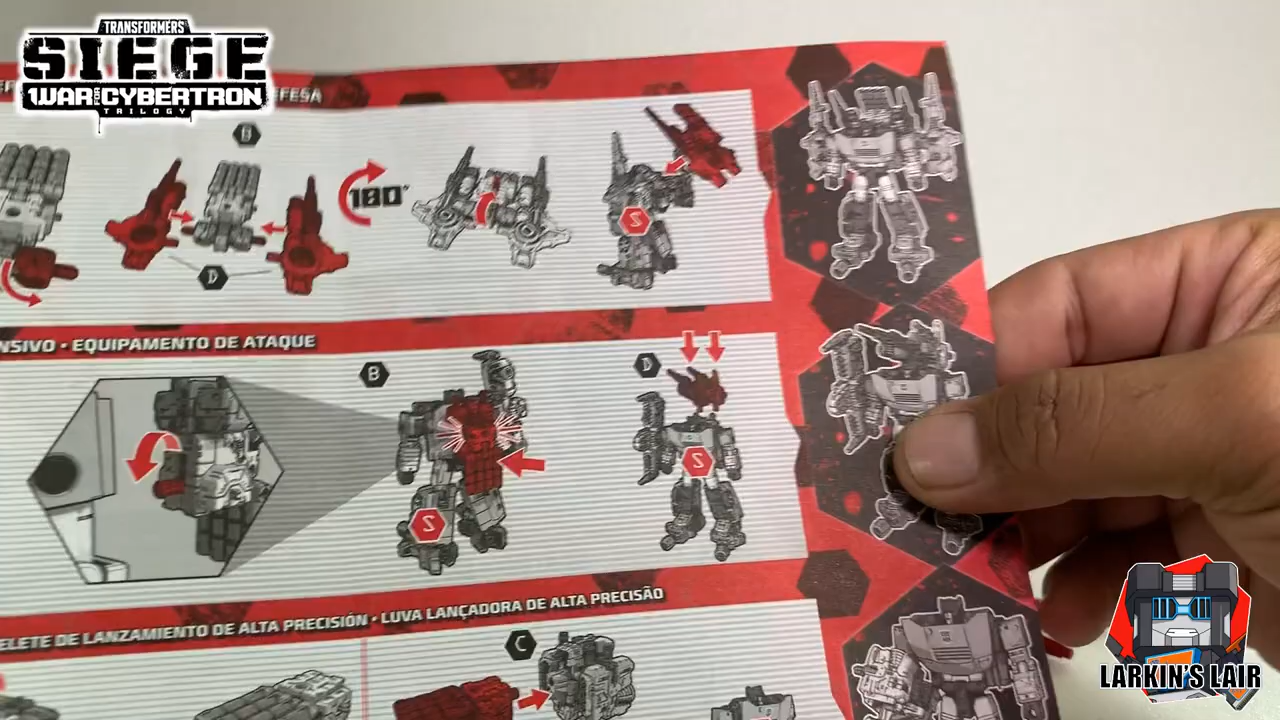 TRANSFORMERS
SIEGE
WAR FOR CYBERTRON
TRILOGY
EFESA
B
180°
D
S
NSIVO • EQUIPAMENTO DE ATAQUE
B
D
S
S
ELETE DE LANZAMIENTO DE ALTA PRECISIÓN • LUVA LANÇADORA DE ALTA PRECISÃO
C
LARKIN'S LAIR